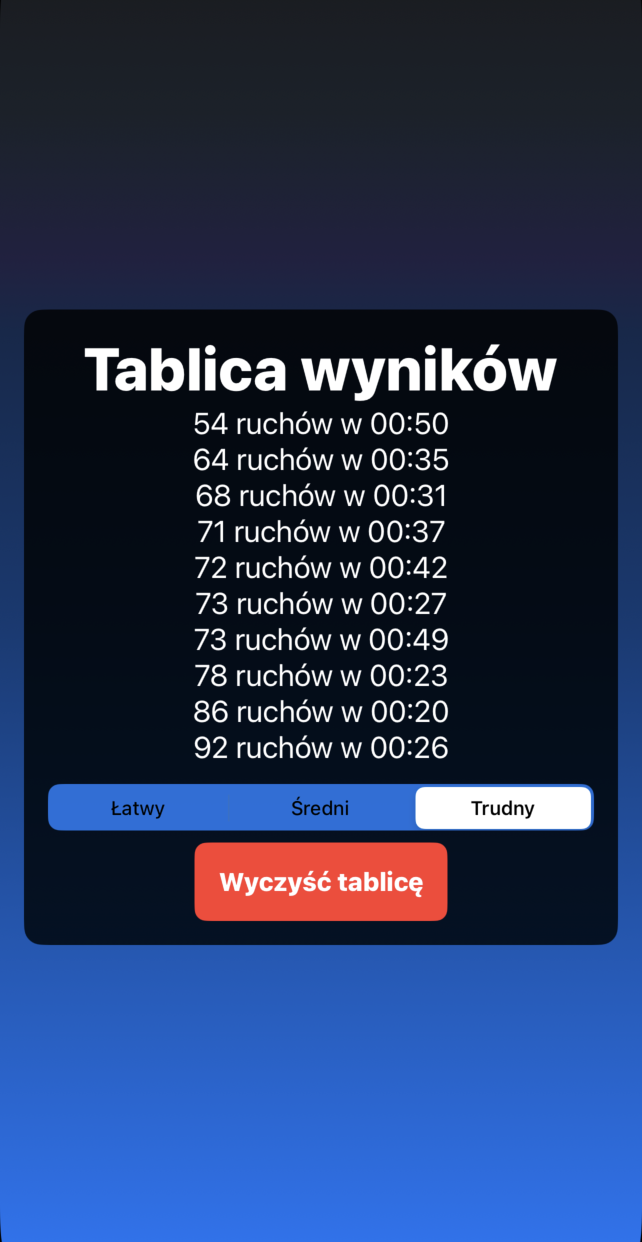 Tablica wyników
54 ruchów w 00:50
64 ruchów w 00:35
68 ruchów w 00:31
71 ruchów w 00:37
72 ruchów w 00:42
73 ruchów w 00:27
73 ruchów w 00:49
78 ruchów w 00:23
86 ruchów w 00:20
92 ruchów w 00:26
Łatwy Średni Trudny
Wyczyść tablicę